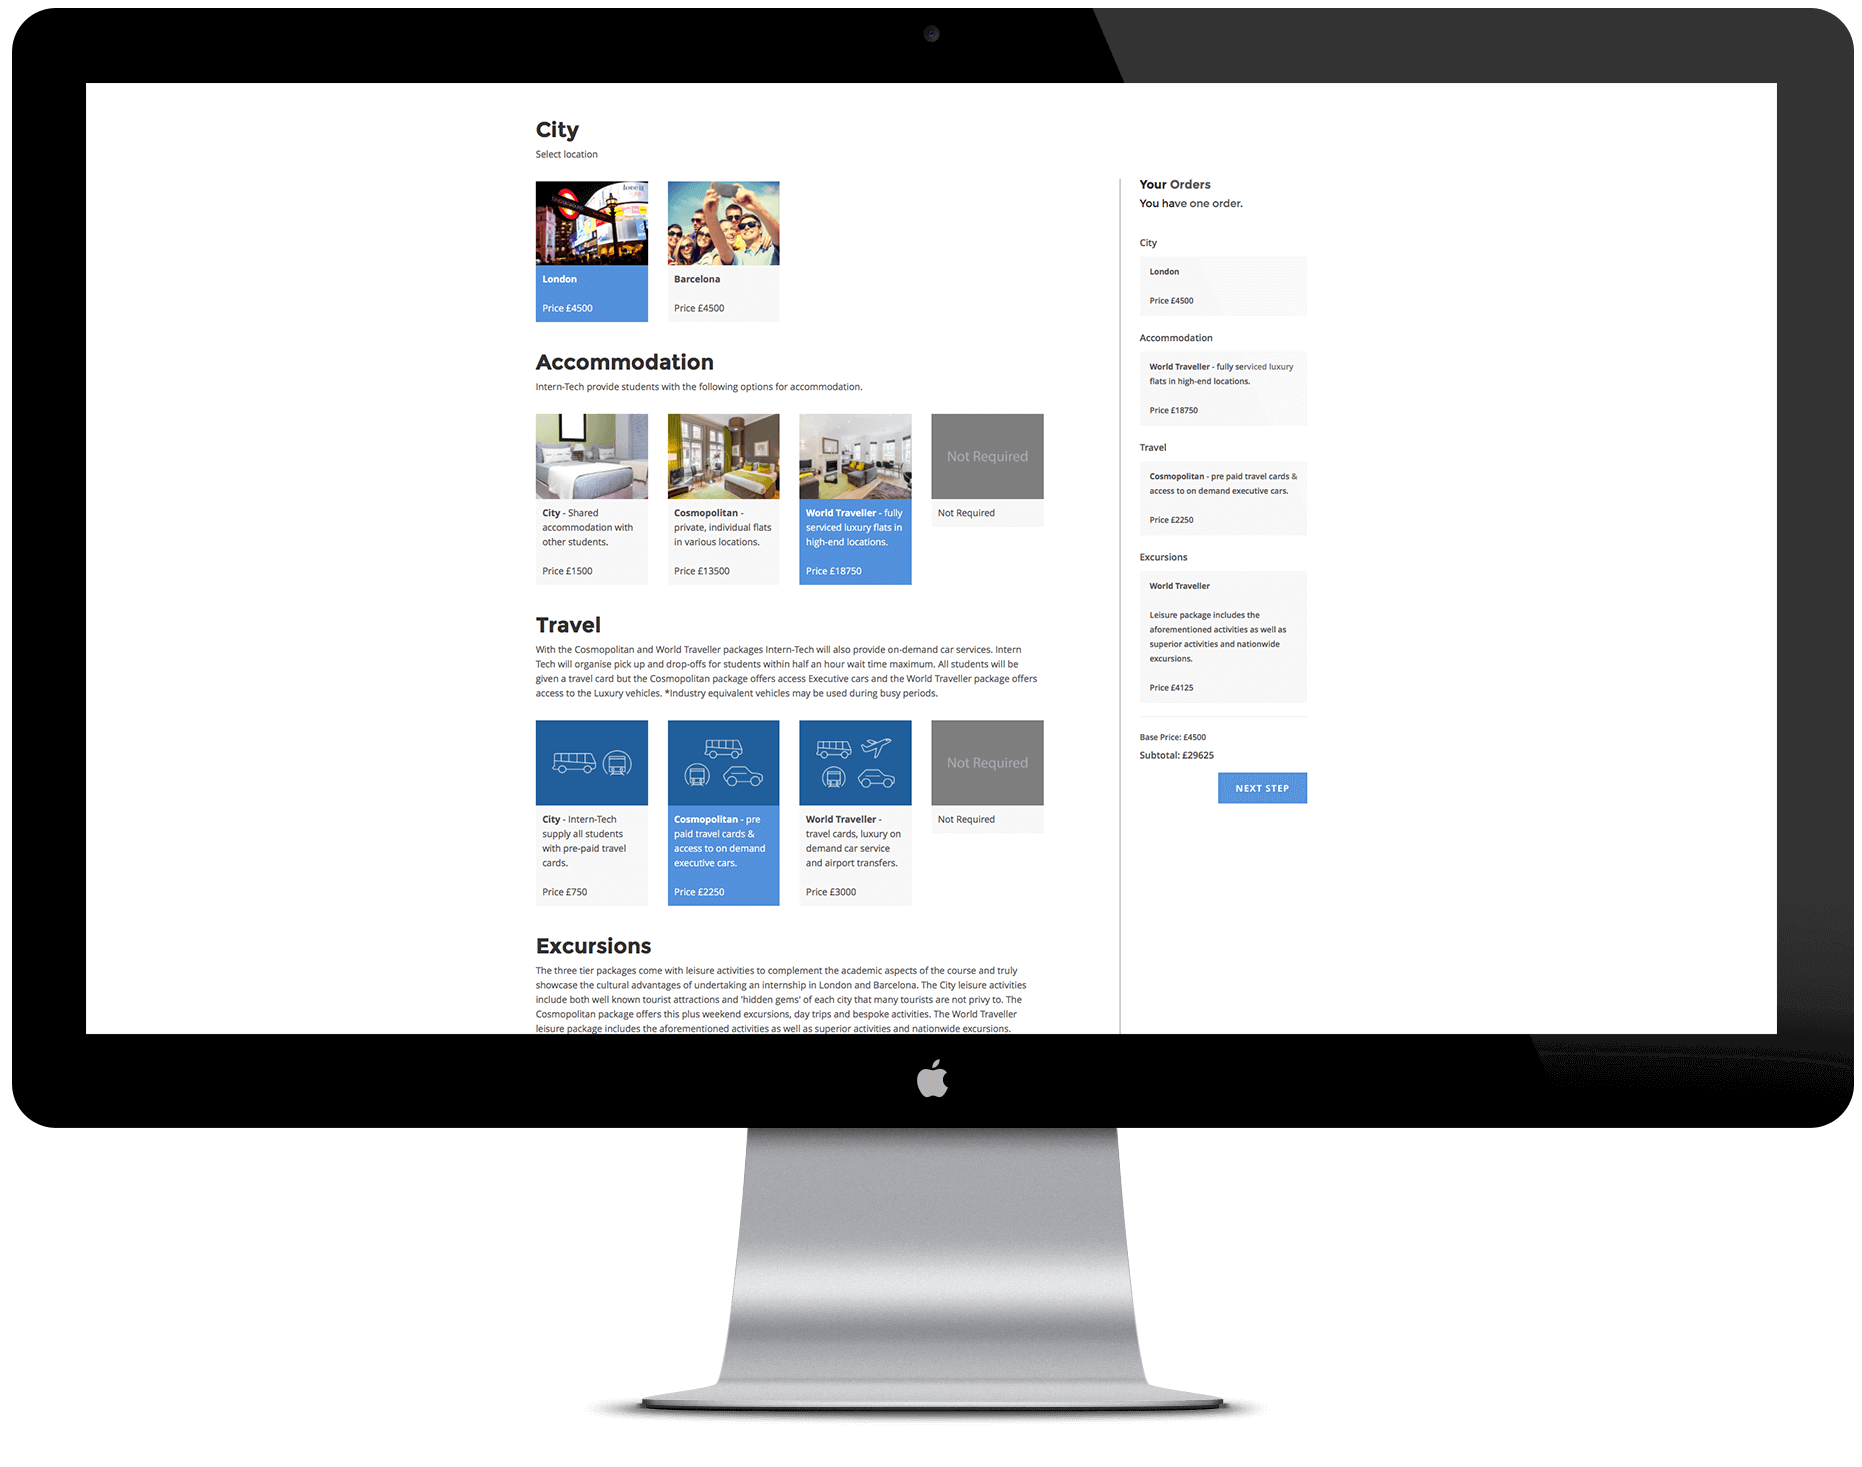 City
Select location
London
Price £4500
Barcelona
Price £4500
Accommodation
Intern-Tech provide students with the following options for accommodation.
City - Shared
accommodation with
other students.
Price £1500
Cosmopolitan -
private, individual flats
in various locations.
Price £13500
World Traveller - fully
serviced luxury flats in
high-end locations.
Price £18750
Not Required
Not Required
Travel
With the Cosmopolitan and World Traveller packages Intern-Tech will also provide on-demand car services. Intern
Tech will organise pick up and drop-offs for students within half an hour wait time maximum. All students will be
given a travel card but the Cosmopolitan package offers access Executive cars and the World Traveller package offers
access to the Luxury vehicles. *Industry equivalent vehicles may be used during busy periods.
City - Intern-Tech
supply all students
with pre-paid travel
cards.
Price £750
Cosmopolitan - pre
paid travel cards &
access to on demand
executive cars.
Price £2250
World Traveller -
travel cards, luxury on
demand car service
and airport transfers.
Price £3000
Not Required
Not Required
Excursions
The three tier packages come with leisure activities to complement the academic aspects of the course and truly
showcase the cultural advantages of undertaking an internship in London and Barcelona. The City leisure activities
include both well known tourist attractions and 'hidden gems' of each city that many tourists are not privy to. The
Cosmopolitan package offers this plus weekend excursions, day trips and bespoke activities. The World Traveller
leisure package includes the aforementioned activities as well as superior activities and nationwide excursions.
Your Orders
You have one order.
City
London
Price £4500
Accommodation
World Traveller - fully serviced luxury
flats in high-end locations.
Price £18750
Travel
Cosmopolitan - pre paid travel cards &
access to on demand executive cars.
Price £2250
Excursions
World Traveller
Leisure package includes the
aforementioned activities as well as
superior activities and nationwide
excursions.
Price £4125
Base Price: £4500
Subtotal: £29625
NEXT STEP